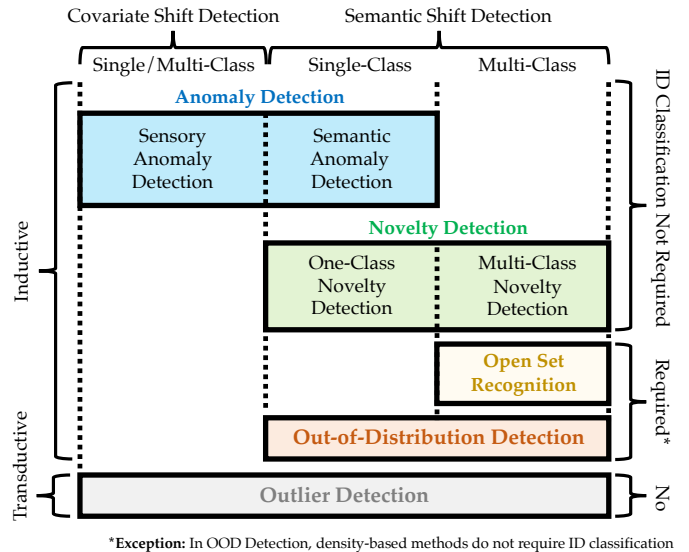 Covariate Shift Detection
Semantic Shift Detection
Single/Multi-Class
Single-Class
Multi-Class
Anomaly Detection
Sensory
Anomaly
Detection
Semantic
Anomaly
Detection
Novelty Detection
One-Class
Novelty
Detection
Multi-Class
Novelty
Detection
Open Set
Recognition
Out-of-Distribution Detection
Outlier Detection
Inductive
Transductive
ID Classification Not Required
Required*
No
*Exception: In OOD Detection, density-based methods do not require ID classification